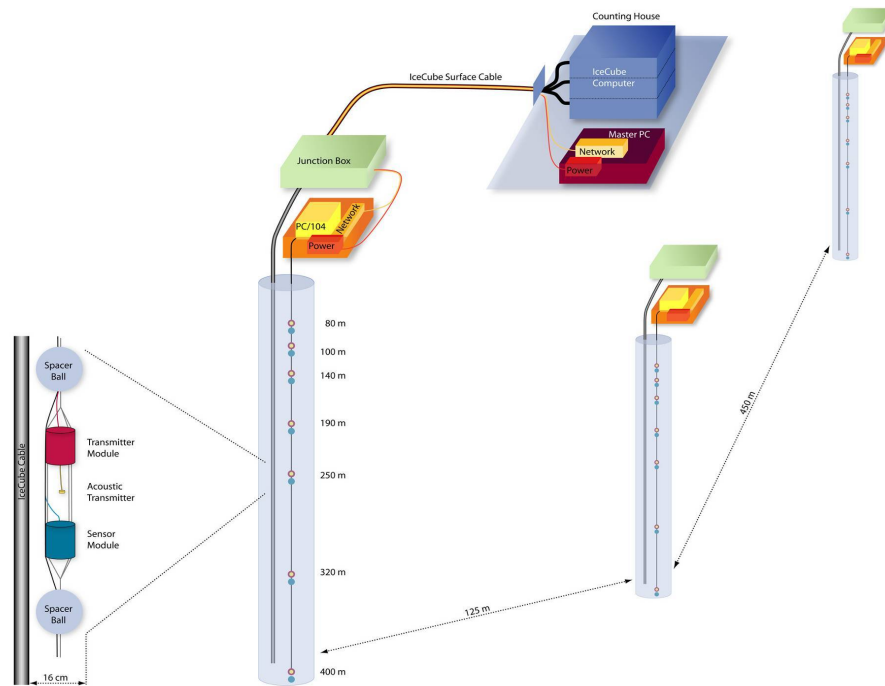 Counting House
IceCube Surface Cable
IceCube
Computer
Master PC
Network
Power
Junction Box
PC/104
Network
Power
80 m
100 m
140 m
190 m
250 m
320 m
400 m
IceCube Cable
Spacer
Ball
Transmitter
Module
Acoustic
Transmitter
Sensor
Module
Spacer
Ball
16 cm
125 m
450 m